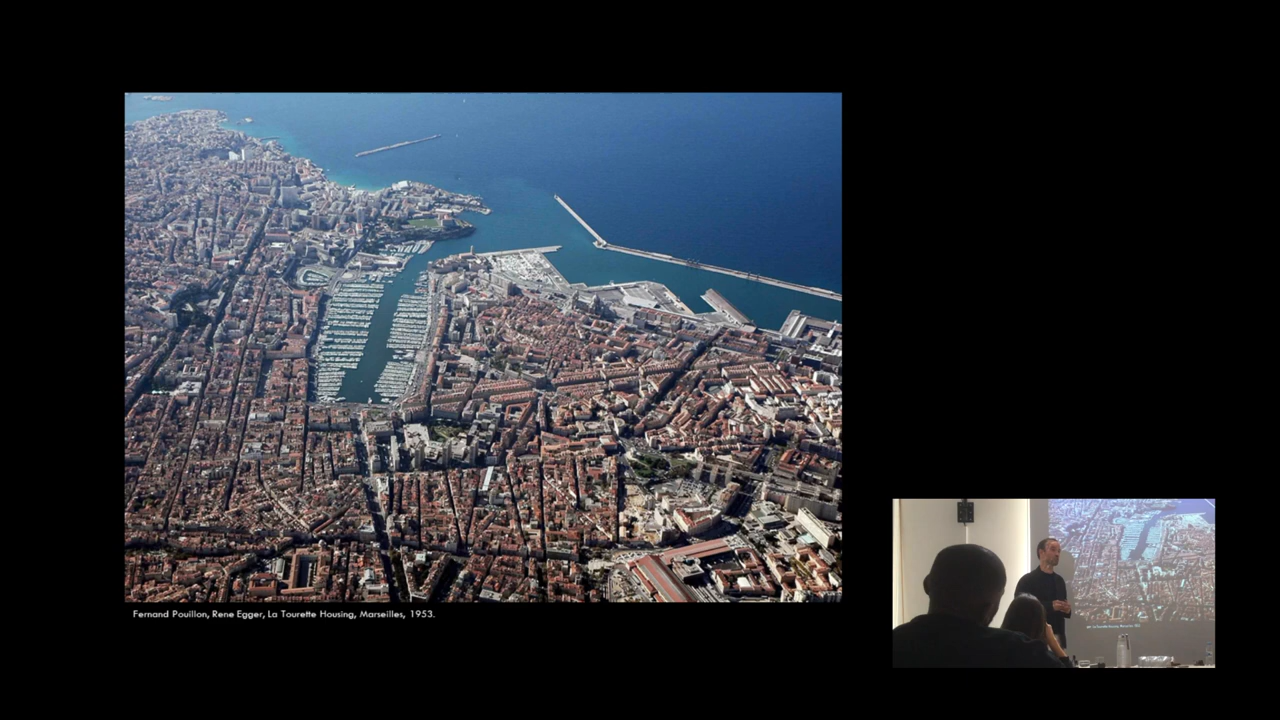 Fernand Pouillon, Rene Egger, La Tourette Housing, Marseilles, 1953.